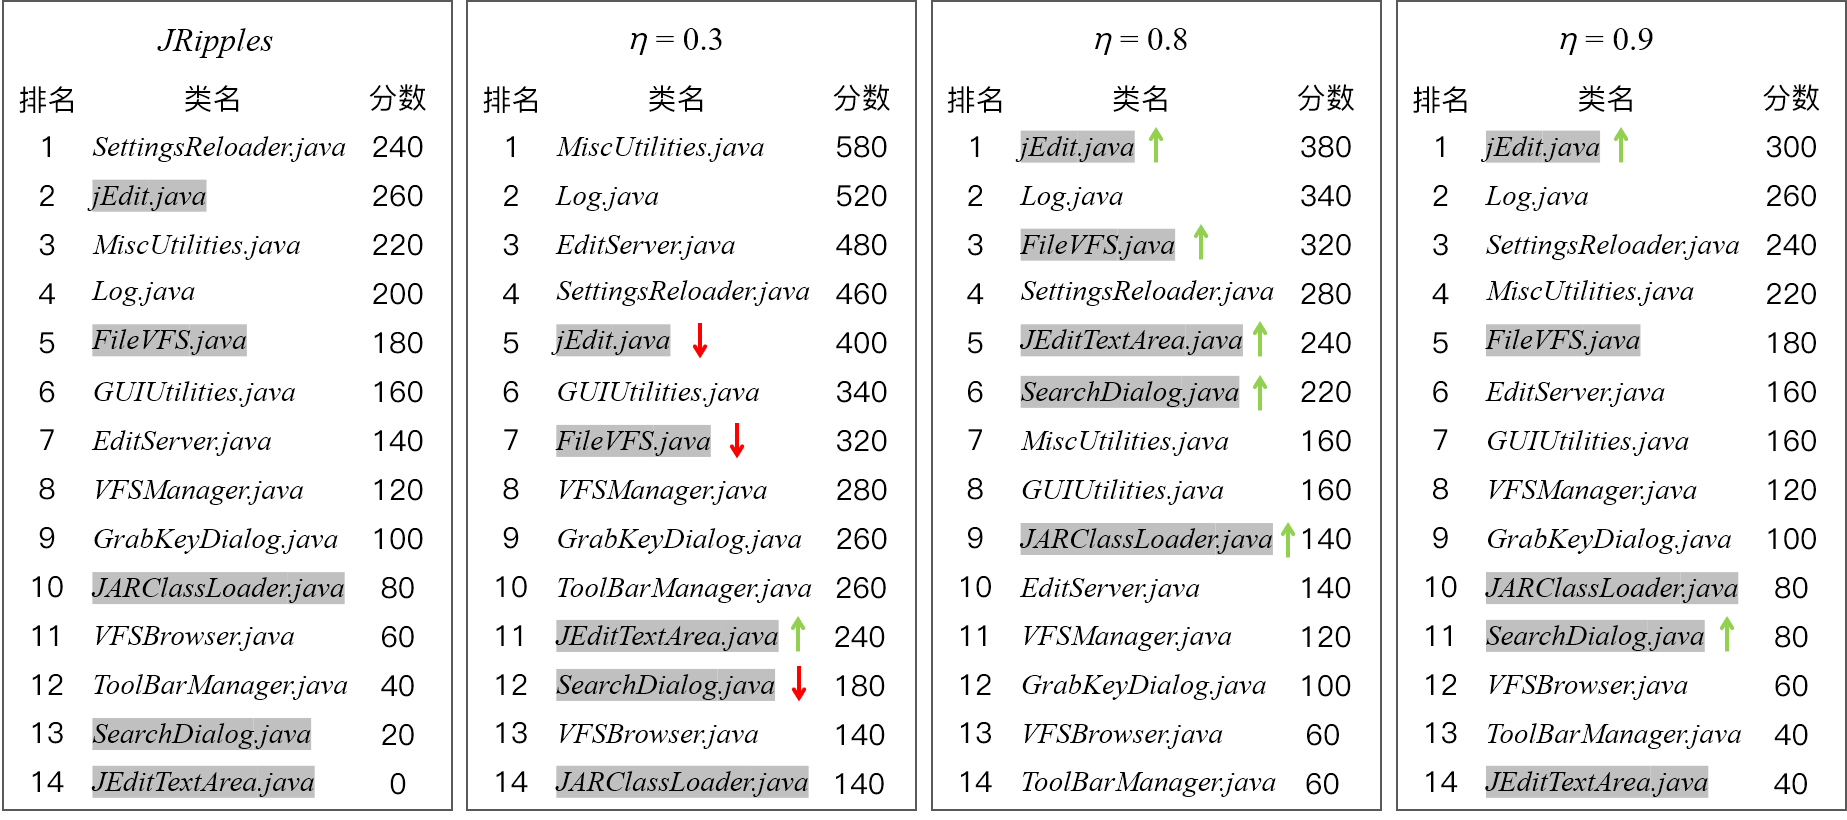 JRipples
排名 类名 分数
1 SettingsReloader.java 240
2 jEdit.java 260
3 MiscUtilities.java 220
4 Log.java 200
5 FileVFS.java 180
6 GUIUtilities.java 160
7 EditServer.java 140
8 VFSManager.java 120
9 GrabKeyDialog.java 100
10 JARClassLoader.java 80
11 VFSBrowser.java 60
12 ToolBarManager.java 40
13 SearchDialog.java 20
14 JEditTextArea.java 0
η = 0.3
排名 类名 分数
1 MiscUtilities.java 580
2 Log.java 520
3 EditServer.java 480
4 SettingsReloader.java 460
5 jEdit.java ↓ 400
6 GUIUtilities.java 340
7 FileVFS.java ↓ 320
8 VFSManager.java 280
9 GrabKeyDialog.java 260
10 ToolBarManager.java 260
11 JEditTextArea.java ↑ 240
12 SearchDialog.java ↓ 180
13 VFSBrowser.java 140
14 JARClassLoader.java 140
η = 0.8
排名 类名 分数
1 jEdit.java ↑ 380
2 Log.java 340
3 FileVFS.java ↑ 320
4 SettingsReloader.java 280
5 JEditTextArea.java ↑ 240
6 SearchDialog.java ↑ 220
7 MiscUtilities.java 160
8 GUIUtilities.java 160
9 JARClassLoader.java ↑ 140
10 EditServer.java 140
11 VFSManager.java 120
12 GrabKeyDialog.java 100
13 VFSBrowser.java 60
14 ToolBarManager.java 60
η = 0.9
排名 类名 分数
1 jEdit.java ↑ 300
2 Log.java 260
3 SettingsReloader.java 240
4 MiscUtilities.java 220
5 FileVFS.java 180
6 EditServer.java 160
7 GUIUtilities.java 160
8 VFSManager.java 120
9 GrabKeyDialog.java 100
10 JARClassLoader.java 80
11 SearchDialog.java ↑ 80
12 VFSBrowser.java 60
13 ToolBarManager.java 40
14 JEditTextArea.java 40